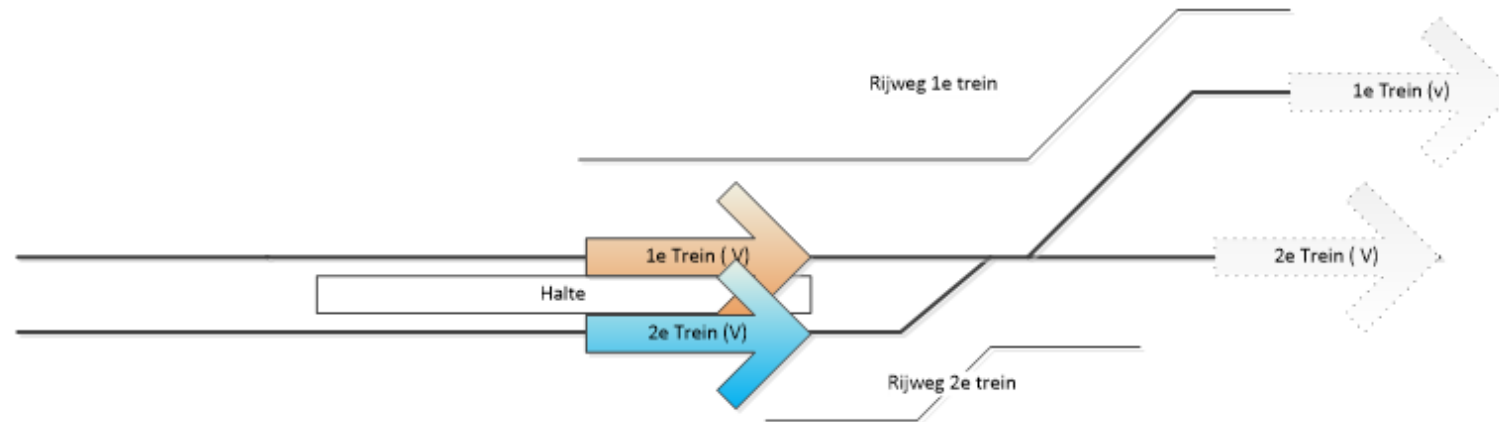 Rijweg 1e trein
1e Trein (v)
1e Trein ( V)
2e Trein ( V)
Halte
2e Trein (V)
Rijweg 2e trein